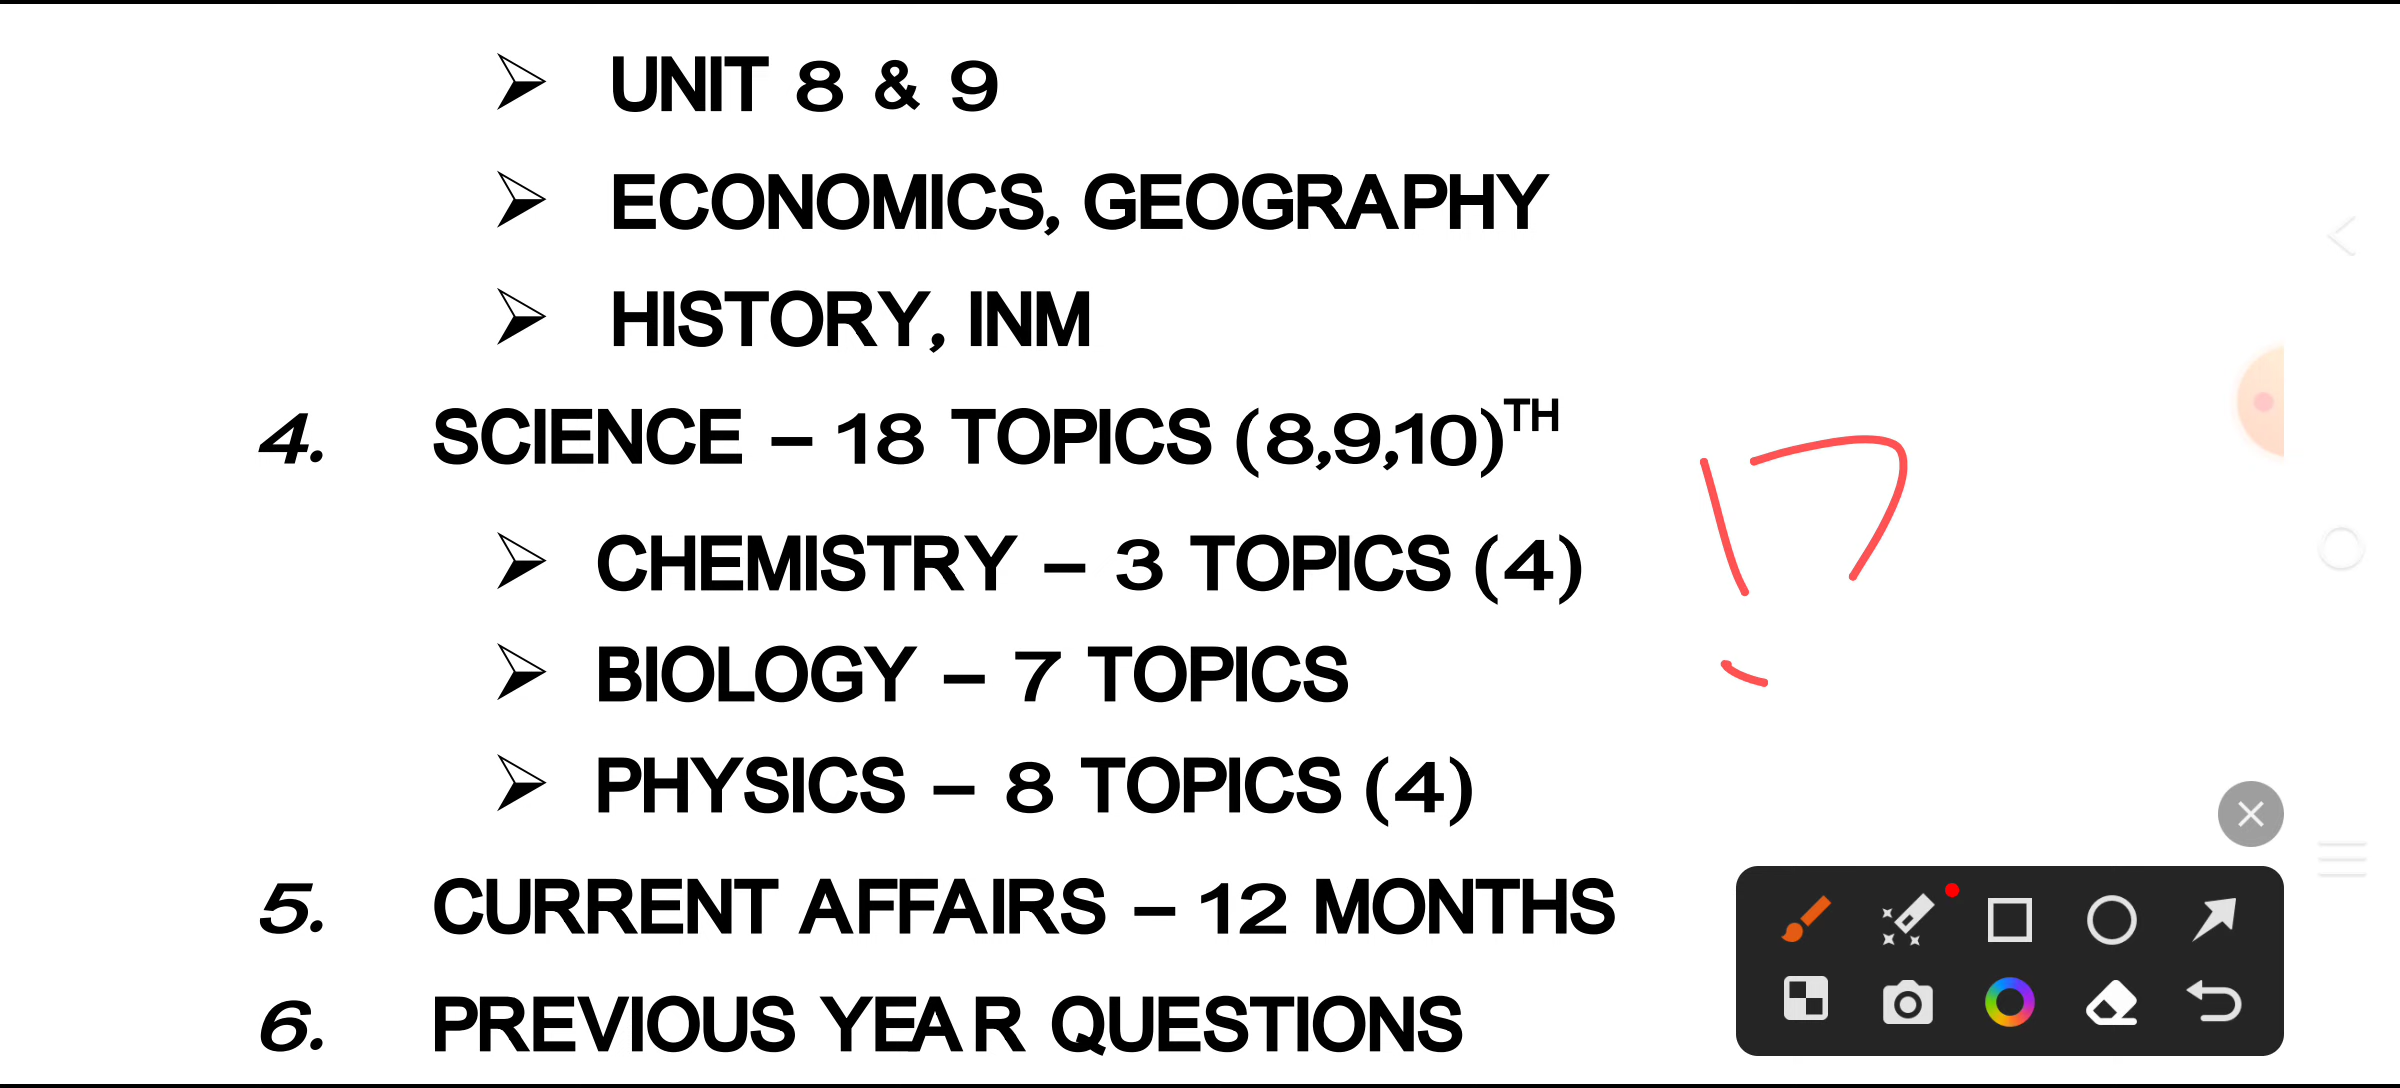 ➢ UNIT 8 & 9
➢ ECONOMICS, GEOGRAPHY
➢ HISTORY, INM
4. SCIENCE – 18 TOPICS (8,9,10)TH
17
➢ CHEMISTRY – 3 TOPICS (4)
➢ BIOLOGY – 7 TOPICS
➢ PHYSICS – 8 TOPICS (4)
5. CURRENT AFFAIRS – 12 MONTHS
6. PREVIOUS YEAR QUESTIONS